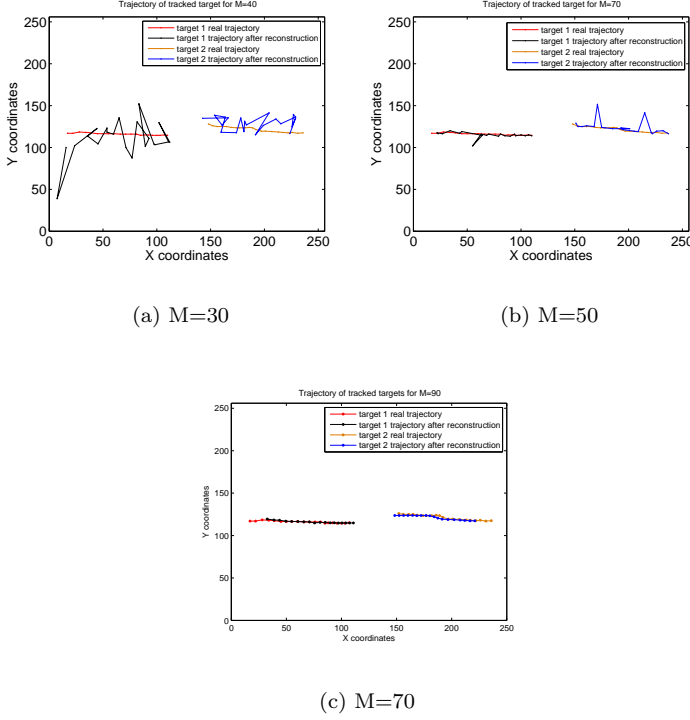 Trajectory of tracked target for M=40
target 1 real trajectory
target 1 trajectory after reconstruction
target 2 real trajectory
target 2 trajectory after reconstruction
Y coordinates
250
200
150
100
50
0
0 50 100 150 200 250
X coordinates
(a) M=30
Trajectory of tracked target for M=70
target 1 real trajectory
target 1 trajectory after reconstruction
target 2 real trajectory
target 2 trajectory after reconstruction
Y coordinates
250
200
150
100
50
0
0 50 100 150 200 250
X coordinates
(b) M=50
Trajectory of tracked targets for M=90
target 1 real trajectory
target 1 trajectory after reconstruction
target 2 real trajectory
target 2 trajectory after reconstruction
Y coordinates
250
200
150
100
50
0
0 50 100 150 200 250
X coordinates
(c) M=70